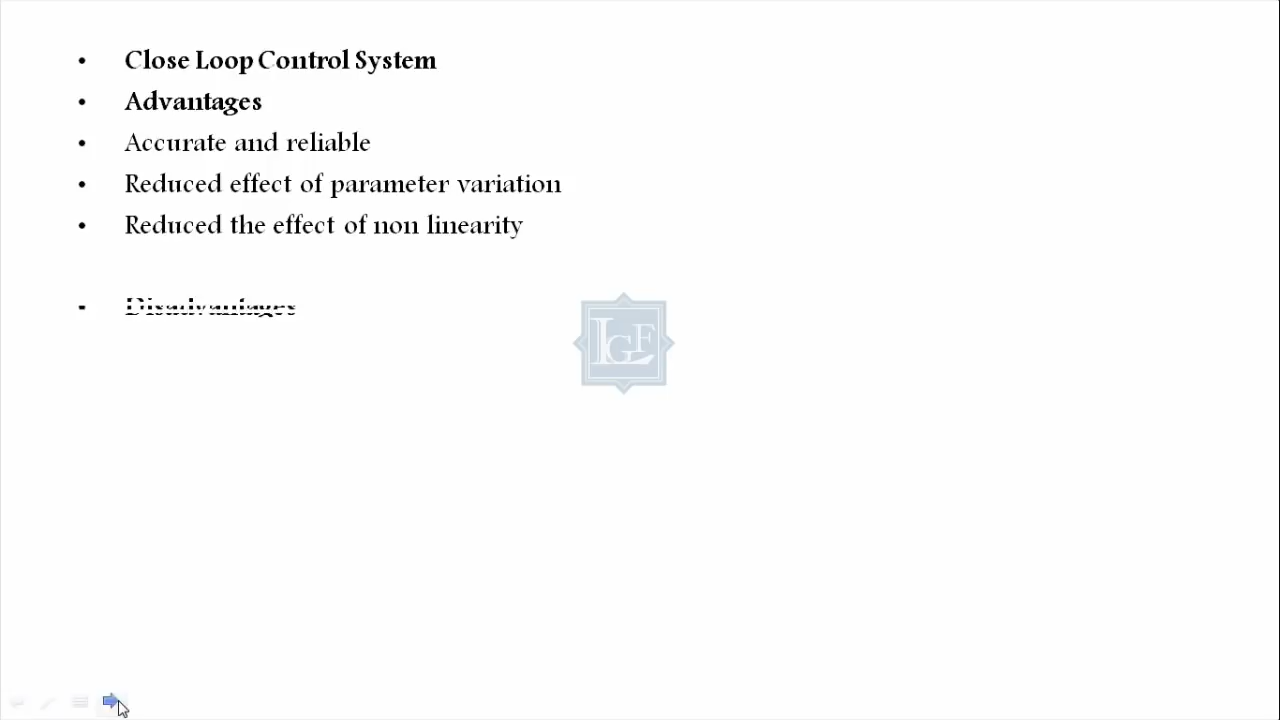 • Close Loop Control System
• Advantages
• Accurate and reliable
• Reduced effect of parameter variation
• Reduced the effect of non linearity
• Disadvantages
LGF